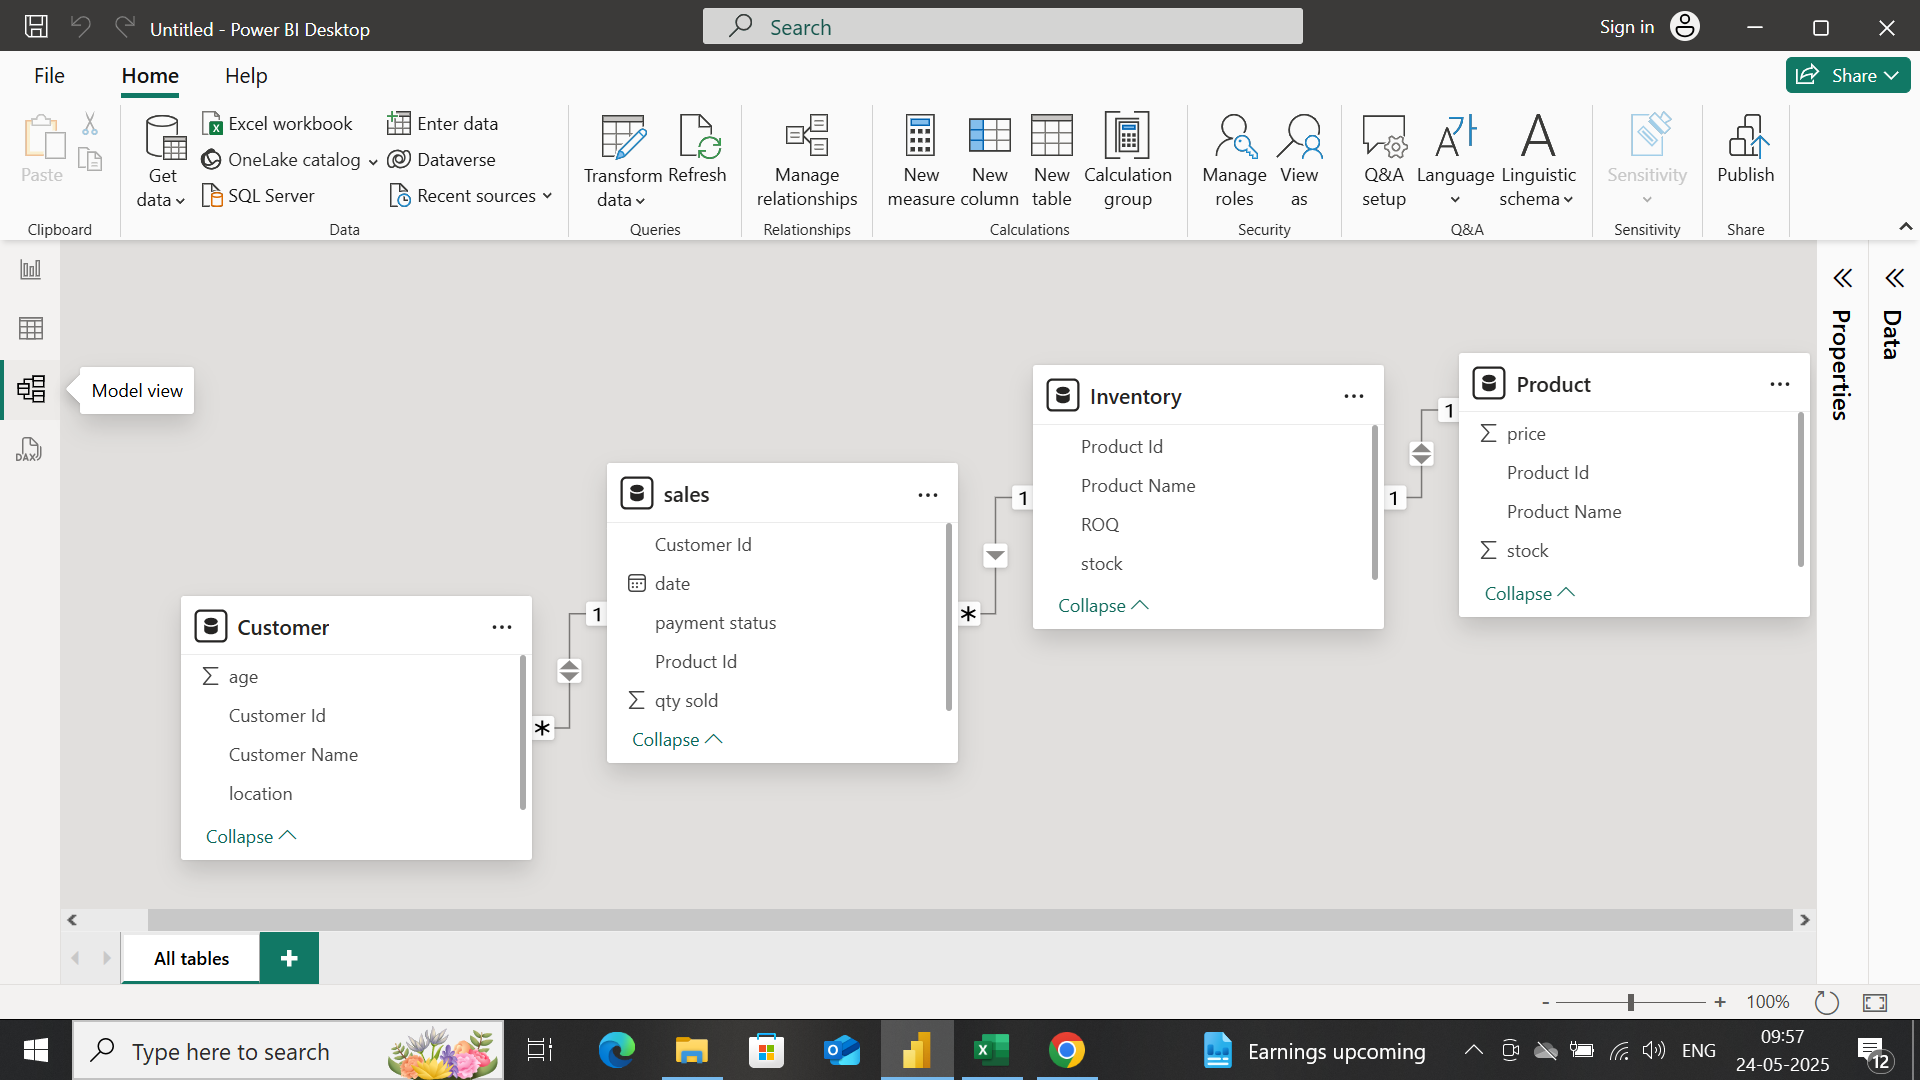 Untitled - Power BI Desktop
Search
Sign in
File
Home
Help
Share
Paste
Clipboard
Get
data
Excel workbook
OneLake catalog
SQL Server
Enter data
Dataverse
Recent sources
Data
Transform
data
Refresh
Queries
Manage
relationships
Relationships
New
measure
New
column
New
table
Calculation
group
Calculations
Manage
roles
View
as
Security
Q&A
setup
Language
Linguistic
schema
Q&A
Sensitivity
Sensitivity
Publish
Share
DAX
Model view
Customer
Σ age
Customer Id
Customer Name
location
Collapse
*
1
sales
Customer Id
date
payment status
Product Id
Σ qty sold
Collapse
*
1
Inventory
Product Id
Product Name
ROQ
stock
Collapse
1
1
Product
Σ price
Product Id
Product Name
Σ stock
Collapse
Properties
Data
All tables
+
- + 100%
Type here to search
Earnings upcoming
ENG
09:57
24-05-2025
12